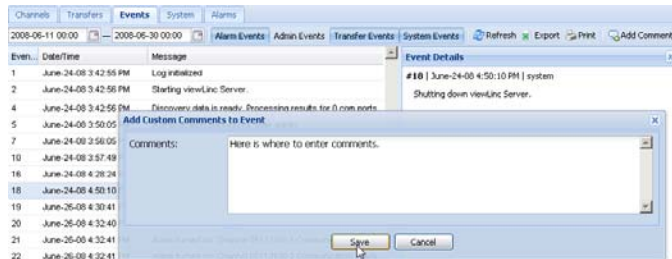 Channels Transfers Events System Alarms
2008-06-11 00:00 — 2008-06-30 00:00 Alarm Events Admin Events Transfer Events System Events Refresh Export Print Add Comment
Even... Date/Time Message Event Details
1 June-24-08 3:42:55 PM Log initialized
#18 | June-24-08 4:50:10 PM | system
2 June-24-08 3:42:56 PM Starting viewLinc Server.
Shutting down viewLinc Server.
4 June-24-08 3:42:56 PM Discovery data is ready. Processing results for 0 com ports.
5 June-24-08 3:50:05
Add Custom Comments to Event
7 June-24-08 3:56:05
Comments: Here is where to enter comments.
10 June-24-08 3:57:49
16 June-24-08 4:28:24
18 June-24-08 4:50:10
19 June-26-08 4:30:41
20 June-26-08 4:32:40
21 June-26-08 4:32:41
Save Cancel
22 June-26-08 4:32:41